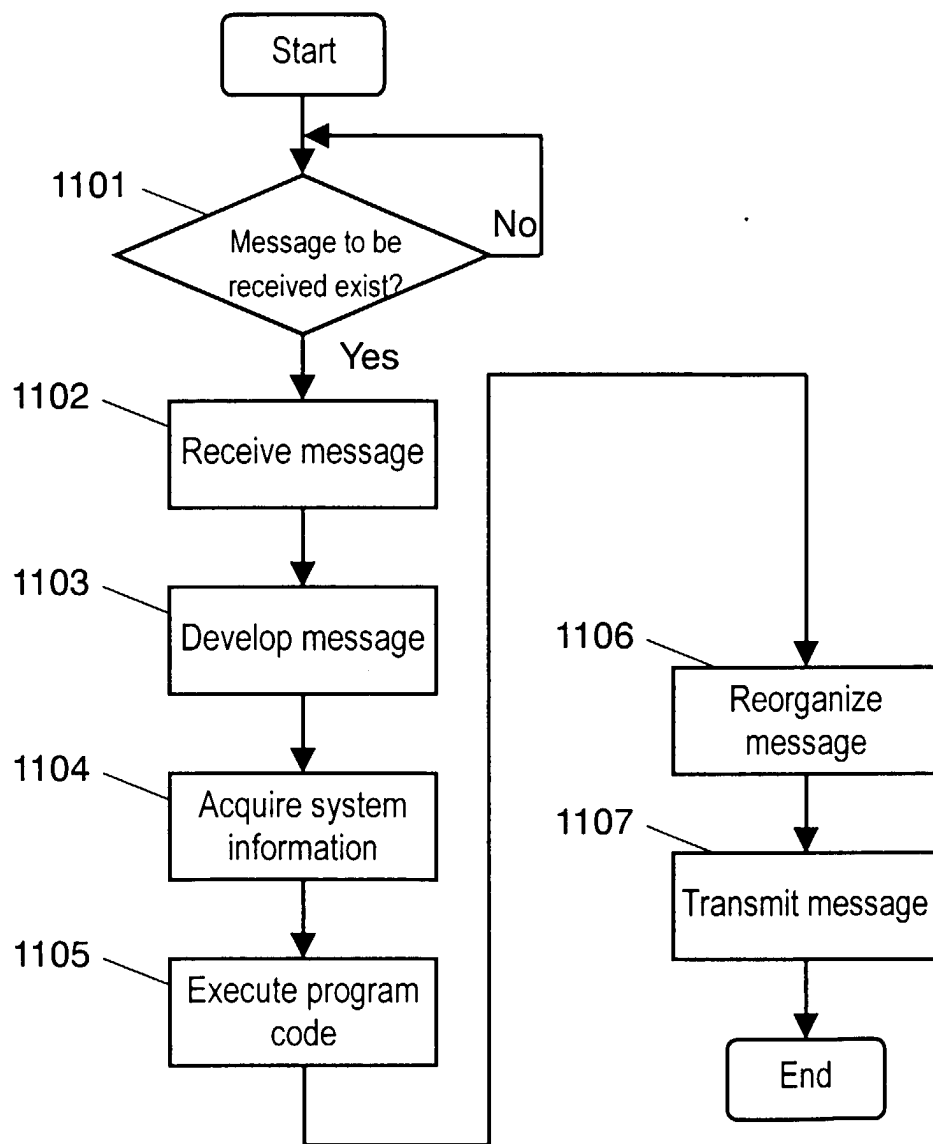 Start
1101
Message to be
received exist?
No
Yes
1102
Receive message
1103
Develop message
1104
Acquire system
information
1105
Execute program
code
1106
Reorganize
message
1107
Transmit message
End